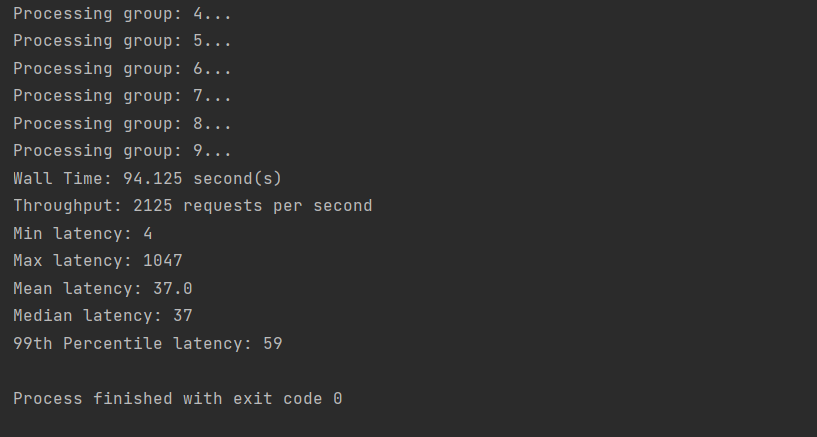 Processing group: 4...
Processing group: 5...
Processing group: 6...
Processing group: 7...
Processing group: 8...
Processing group: 9...
Wall Time: 94.125 second(s)
Throughput: 2125 requests per second
Min latency: 4
Max latency: 1047
Mean latency: 37.0
Median latency: 37
99th Percentile latency: 59
Process finished with exit code 0